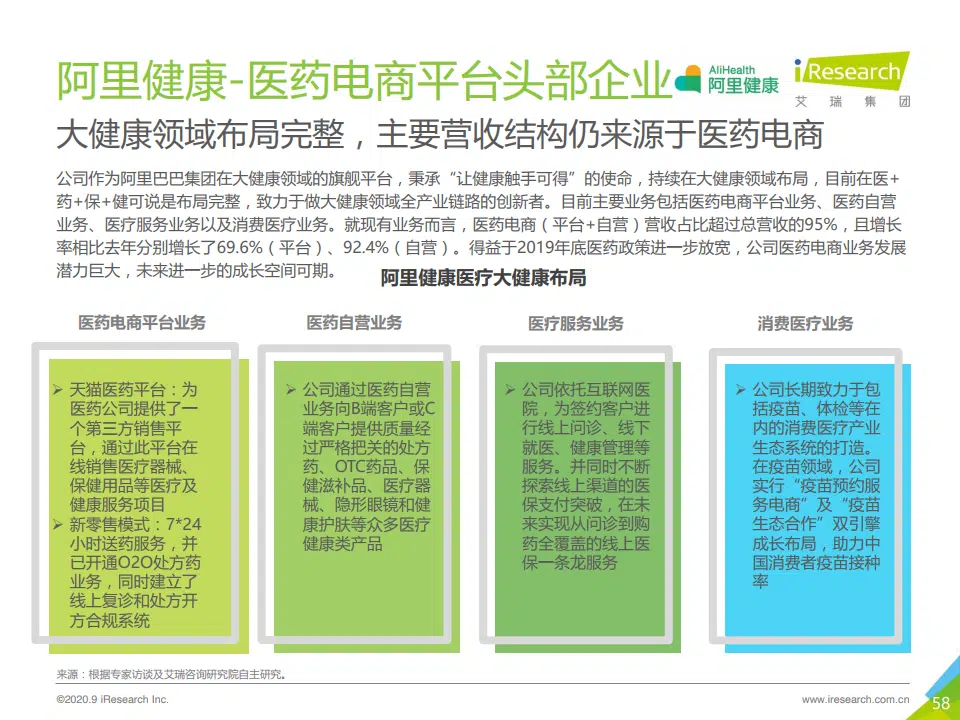 阿里健康-医药电商平台头部企业
AliHealth
阿里健康
iResearch
艾瑞集团
大健康领域布局完整，主要营收结构仍来源于医药电商
公司作为阿里巴巴集团在大健康领域的旗舰平台，秉承“让健康触手可得”的使命，持续在大健康领域布局，目前在医+
药+保+健可说是布局完整，致力于做大健康领域全产业链路的创新者。目前主要业务包括医药电商平台业务、医药自营
业务、医疗服务业务以及消费医疗业务。就现有业务而言，医药电商（平台+自营）营收占比超过总营收的95%，且增长
率相比去年分别增长了69.6%（平台）、92.4%（自营）。得益于2019年底医药政策进一步放宽，公司医药电商业务发展
潜力巨大，未来进一步的成长空间可期。
阿里健康医疗大健康布局
医药电商平台业务
➢ 天猫医药平台：为
医药公司提供了一
个第三方销售平
台，通过此平台在
线销售医疗器械、
保健用品等医疗及
健康服务项目
➢ 新零售模式：7*24
小时送药服务，并
已开通O2O处方药
业务，同时建立了
线上复诊和处方开
方合规系统
医药自营业务
➢ 公司通过医药自营
业务向B端客户或C
端客户提供质量经
过严格把关的处方
药、OTC药品、保
健滋补品、医疗器
械、隐形眼镜和健
康护肤等众多医疗
健康类产品
医疗服务业务
➢ 公司依托互联网医
院，为签约客户进
行线上问诊、线下
就医、健康管理等
服务。并同时不断
探索线上渠道的医
保支付突破，在未
来实现从问诊到购
药全覆盖的线上医
保一条龙服务
消费医疗业务
➢ 公司长期致力于包
括疫苗、体检等在
内的消费医疗产业
生态系统的打造。
在疫苗领域，公司
实行“疫苗预约服
务电商”及“疫苗
生态合作”双引擎
成长布局，助力中
国消费者疫苗接种
率
来源：根据专家访谈及艾瑞咨询研究院自主研究。
©2020.9 iResearch Inc.
www.iresearch.com.cn
58